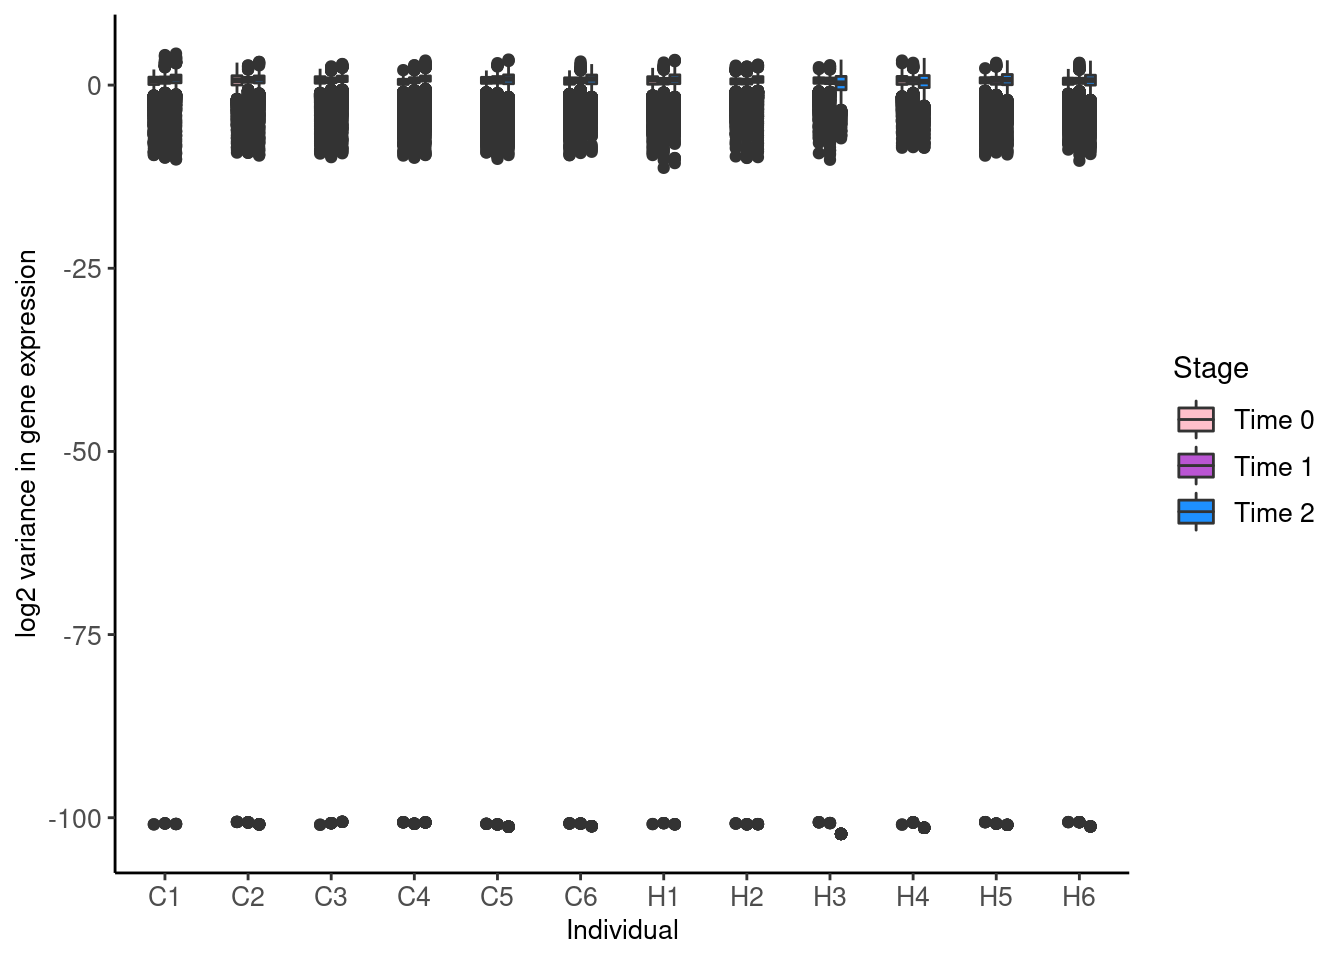 log2 variance in gene expression
0
-25
-50
-75
-100
C1 C2 C3 C4 C5 C6 H1 H2 H3 H4 H5 H6
Individual
Stage
Time 0
Time 1
Time 2